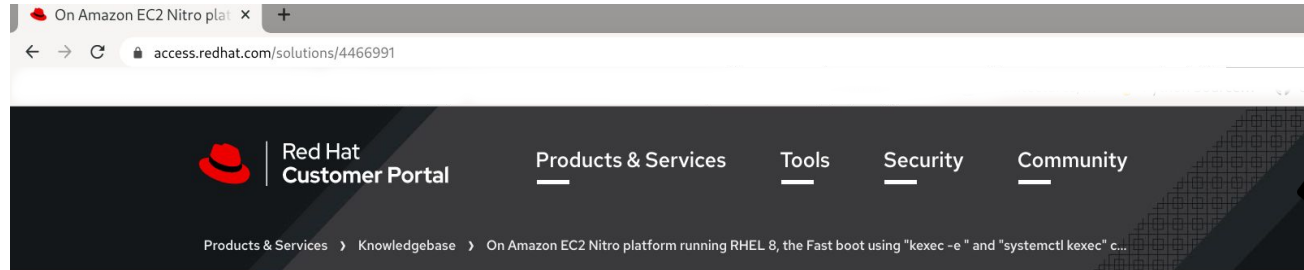 On Amazon EC2 Nitro plat
access.redhat.com/solutions/4466991
Red Hat
Customer Portal
Products & Services Tools Security Community
Products & Services ❯ Knowledgebase ❯ On Amazon EC2 Nitro platform running RHEL 8, the Fast boot using "kexec -e " and "systemctl kexec" c...